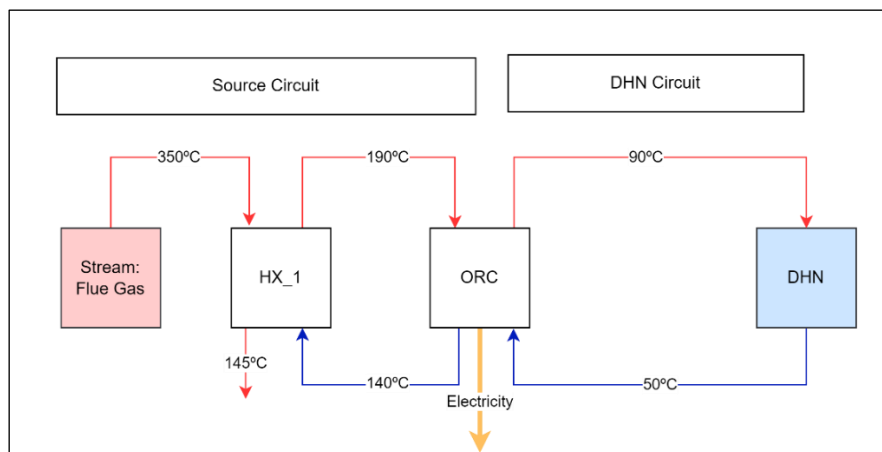 Source Circuit
DHN Circuit
350ºC
190ºC
90ºC
Stream:
Flue Gas
HX_1
ORC
DHN
145ºC
140ºC
50ºC
Electricity